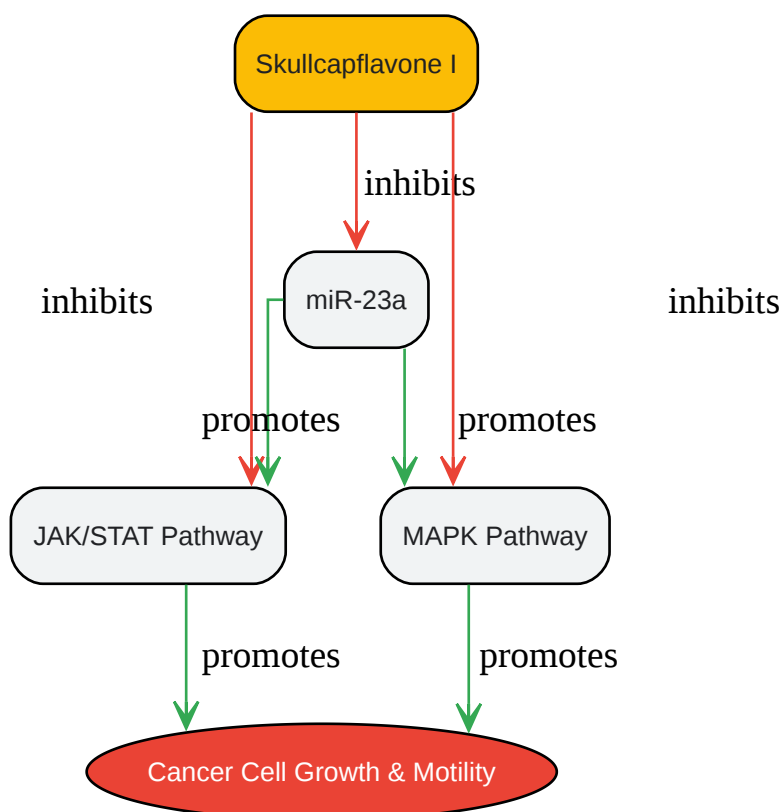 Skullcapflavone I
inhibits
miR-23a
inhibits
inhibits
promotes
promotes
JAK/STAT Pathway
MAPK Pathway
promotes
promotes
Cancer Cell Growth & Motility